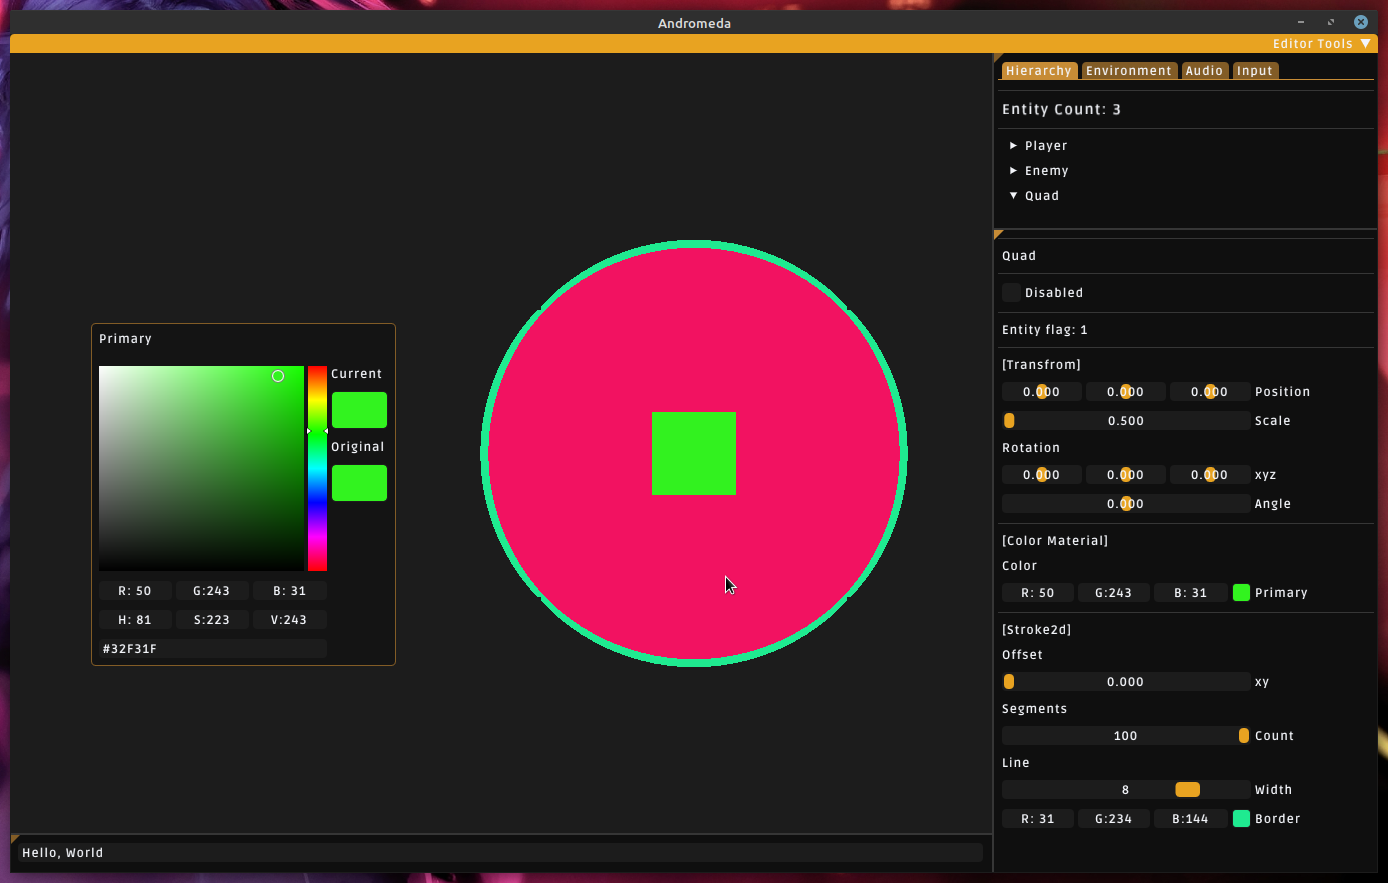 Andromeda
Editor Tools ▼
Hierarchy Environment Audio Input
Entity Count: 3
Player
Enemy
Quad
Quad
Disabled
Entity flag: 1
[Transfrom]
0.000 0.000 0.000 Position
0.500 Scale
Rotation
0.000 0.000 0.000 xyz
0.000 Angle
[Color Material]
Color
R: 50 G:243 B: 31 Primary
[Stroke2d]
Offset
0.000 xy
Segments
100 Count
Line
8 Width
R: 31 G:234 B:144 Border
Primary
Current
Original
R: 50 G:243 B: 31
H: 81 S:223 V:243
#32F31F
Hello, World